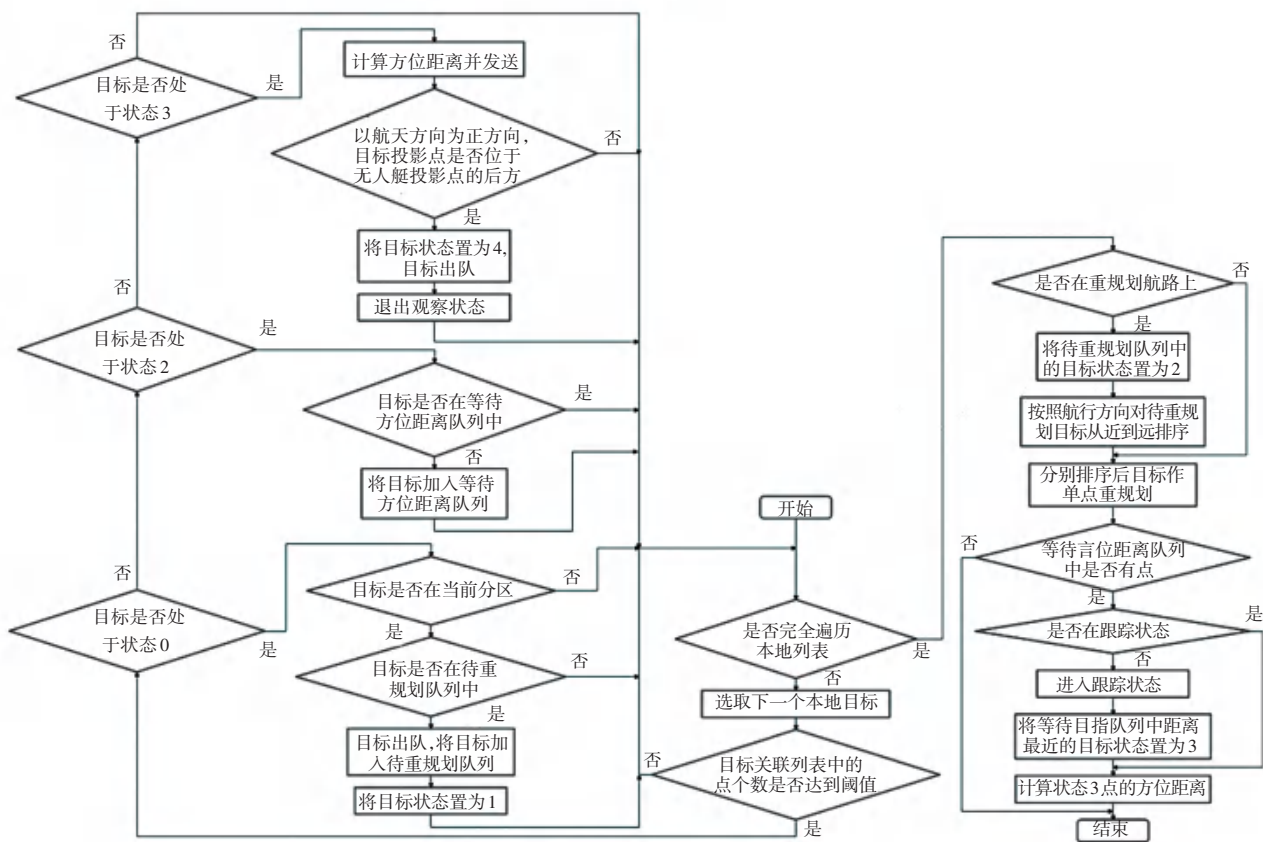 否
目标是否处
于状态3
是
计算方位距离并发送
以航天方向为正方向,
目标投影点是否位于
无人艇投影点的后方
否
是
将目标状态置为4,
目标出队
退出观察状态
否
目标是否处
于状态2
是
目标是否在等待
方位距离队列中
是
否
将目标加入等待
方位距离队列
否
目标是否处
于状态0
是
目标是否在当前分区
否
是
目标是否在待重
规划队列中
否
是
目标出队,将目标加
入待重规划队列
将目标状态置为1
开始
是否完全遍历
本地列表
是
否
选取下一个本地目标
目标关联列表中的
点个数是否达到阈值
否
是
是否在重规划航路上
否
是
将待重规划队列中
的目标状态置为2
按照航行方向对待重规
划目标从近到远排序
分别排序后目标作
单点重规划
等待言位距离队列
中是否有点
否
是
是否在跟踪状态
是
否
进入跟踪状态
将等待目指队列中距离
最近的目标状态置为3
计算状态3点的方位距离
结束